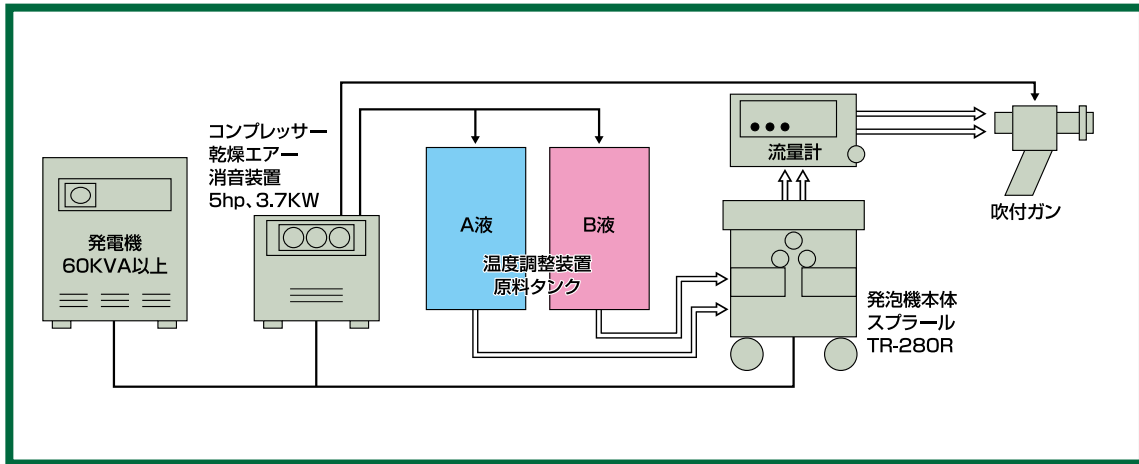 コンプレッサー
乾燥エアー
消音装置
5hp、3.7KW
発電機
60KVA以上
A液
B液
温度調整装置
原料タンク
流量計
吹付ガン
発泡機本体
スプラール
TR-280R